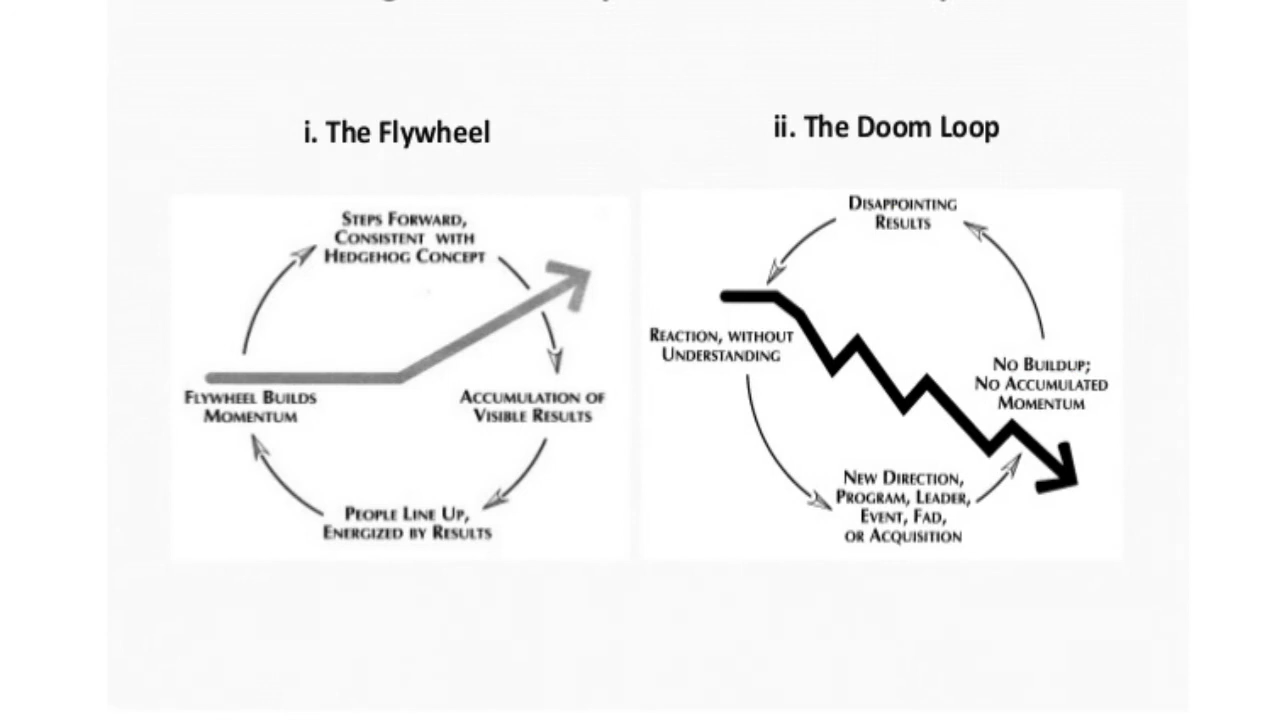 i. The Flywheel
STEPS FORWARD,
CONSISTENT WITH
HEDGEHOG CONCEPT
FLYWHEEL BUILDS
MOMENTUM
ACCUMULATION OF
VISIBLE RESULTS
PEOPLE LINE UP,
ENERGIZED BY RESULTS
ii. The Doom Loop
DISAPPOINTING
RESULTS
REACTION, WITHOUT
UNDERSTANDING
NO BUILDUP;
NO ACCUMULATED
MOMENTUM
NEW DIRECTION,
PROGRAM, LEADER,
EVENT, FAD,
OR ACQUISITION